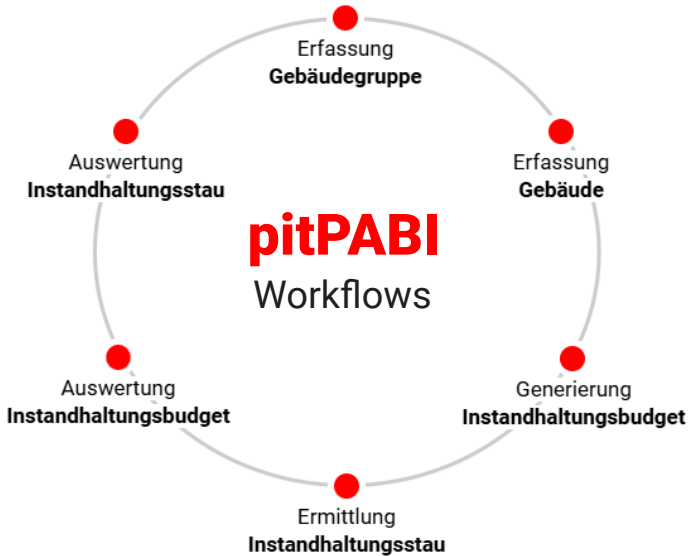 Erfassung
Gebäudegruppe
Auswertung
Instandhaltungsstau
Erfassung
Gebäude
pitPABI
Workflows
Auswertung
Instandhaltungsbudget
Generierung
Instandhaltungsbudget
Ermittlung
Instandhaltungsstau